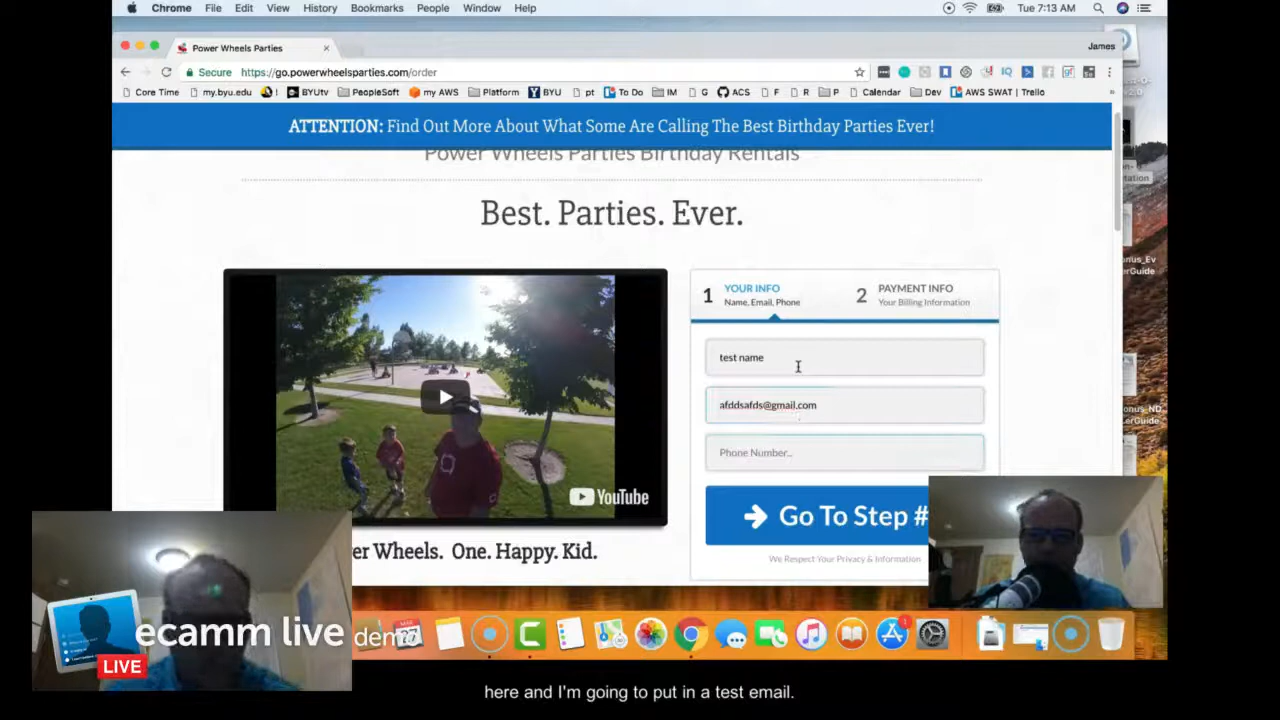 Chrome File Edit View History Bookmarks People Window Help
Tue 7:13 AM
Power Wheels Parties
James
Secure https://go.powerwheelsparties.com/order
Core Time my.byu.edu BYUtv PeopleSoft my AWS Platform BYU pt To Do IM G ACS F R P Calendar Dev AWS SWAT | Trello
ATTENTION: Find Out More About What Some Are Calling The Best Birthday Parties Ever!
Power Wheels Parties Birthday Rentals
Best. Parties. Ever.
1 YOUR INFO
Name, Email, Phone
2 PAYMENT INFO
Your Billing Information
test name
afddsafds@gmail.com
Phone Number..
YouTube
Go To Step #
We Respect Your Privacy & Information
er Wheels. One. Happy. Kid.
ecamm live demo
LIVE
here and I'm going to put in a test email.